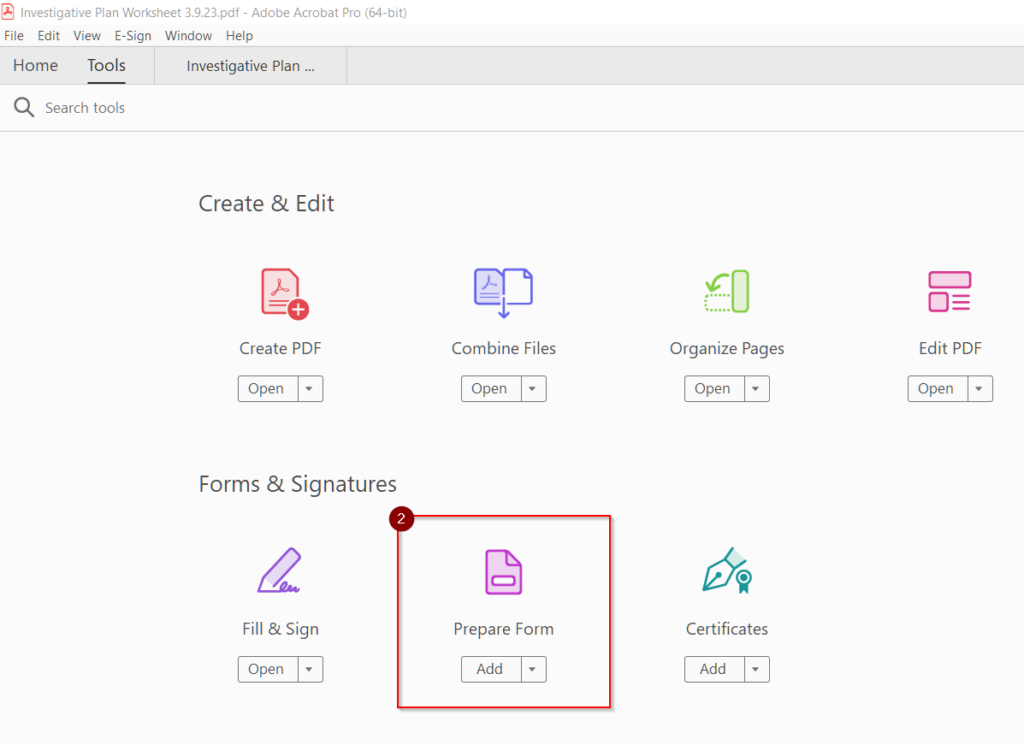 Investigative Plan Worksheet 3.9.23.pdf - Adobe Acrobat Pro (64-bit)
File Edit View E-Sign Window Help
Home Tools Investigative Plan ...
Search tools
Create & Edit
Create PDF Combine Files Organize Pages Edit PDF
Open Open Open Open
Forms & Signatures
2
Fill & Sign Prepare Form Certificates
Open Add Add